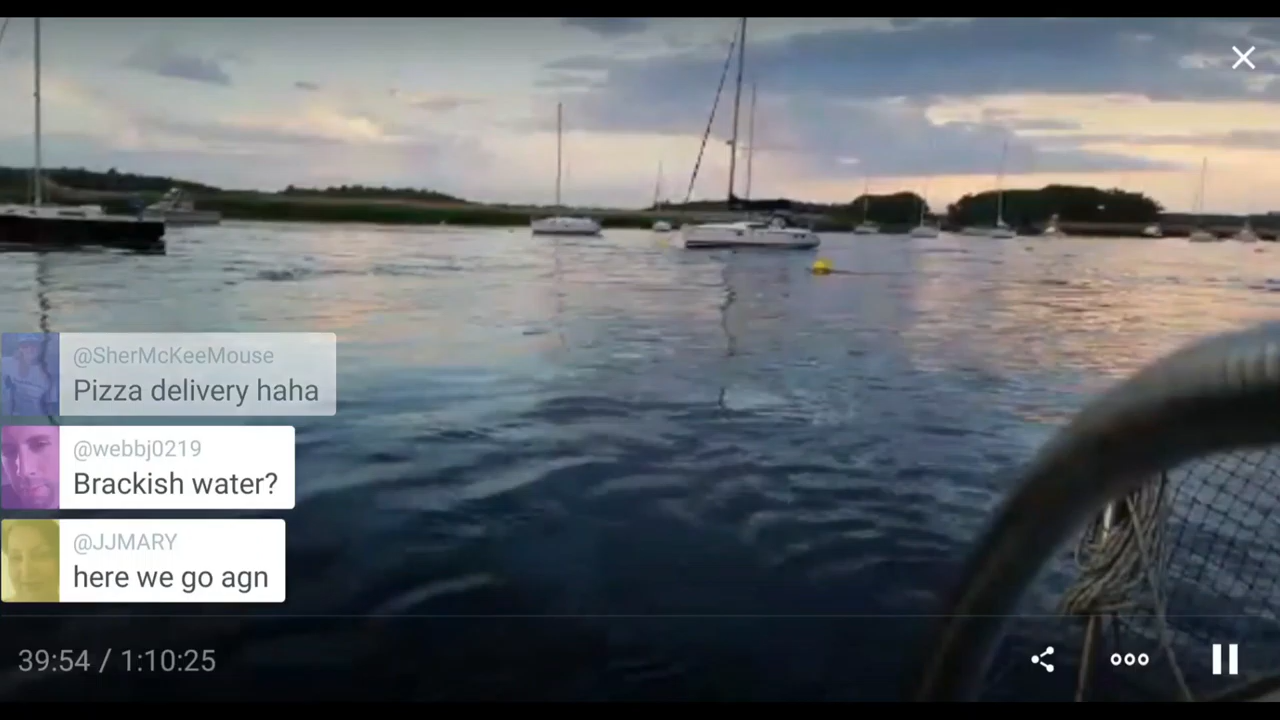 @SherMcKeeMouse
Pizza delivery haha
@webbj0219
Brackish water?
@JJMARY
here we go agn
39:54 / 1:10:25